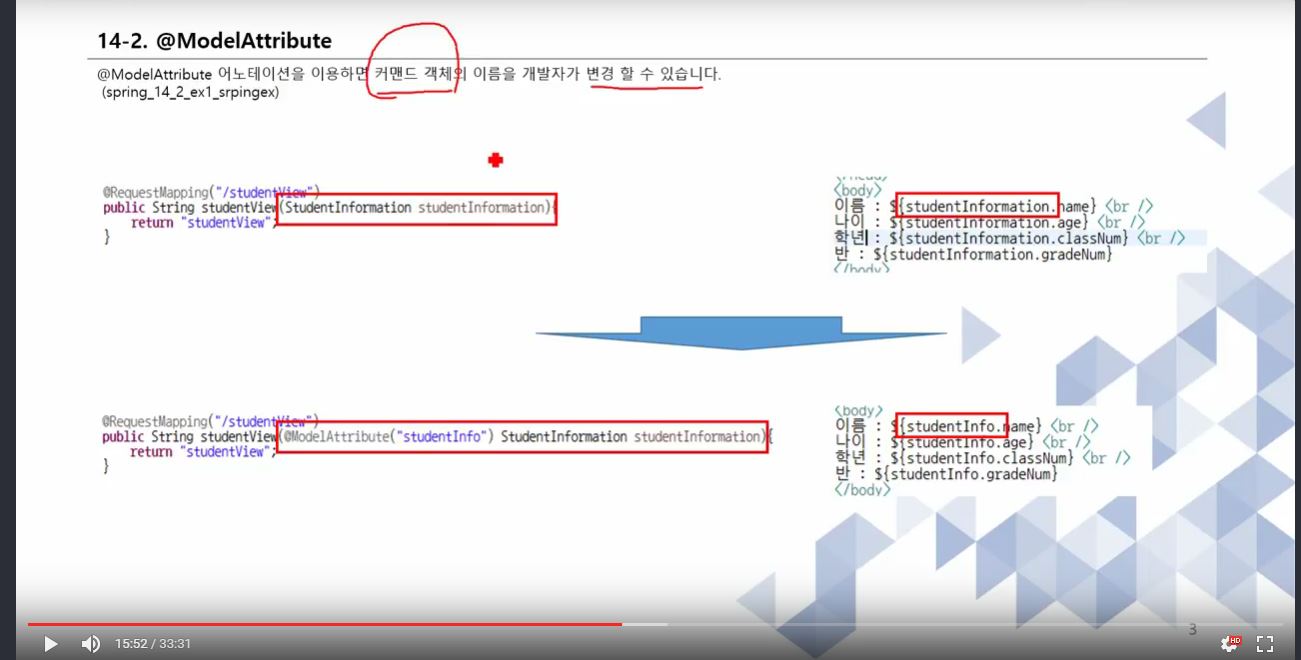 14-2. @ModelAttribute
@ModelAttribute 어노테이션을 이용하면 커맨드 객체의 이름을 개발자가 변경 할 수 있습니다.
(spring_14_2_ex1_srpingex)
@RequestMapping("/studentView")
public String studentView(StudentInformation studentInformation){
return "studentView";
}
<body>
이름 : ${studentInformation.name} <br />
나이 : ${studentInformation.age} <br />
학년 : ${studentInformation.classNum} <br />
반 : ${studentInformation.gradeNum}
</body>
@RequestMapping("/studentView")
public String studentView(@ModelAttribute("studentInfo") StudentInformation studentInformation){
return "studentView";
}
<body>
이름 : ${studentInfo.name} <br />
나이 : ${studentInfo.age} <br />
학년 : ${studentInfo.classNum} <br />
반 : ${studentInfo.gradeNum}
</body>
3
15:52 / 33:31
HD